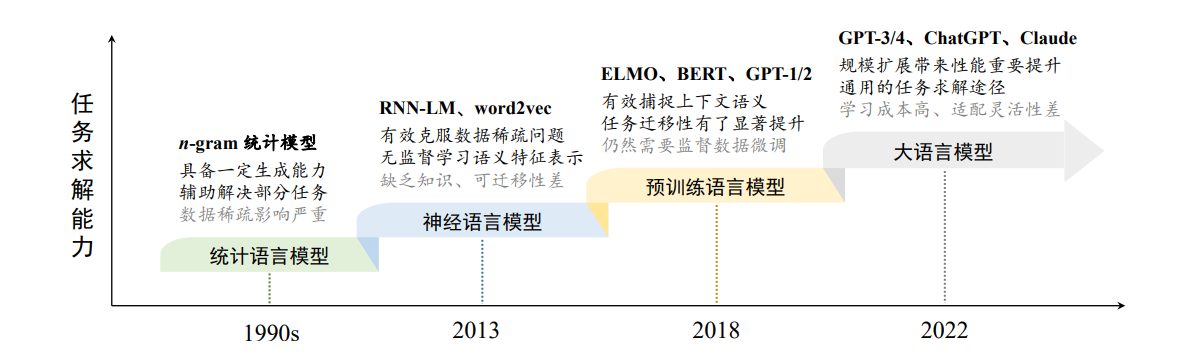 任务求解能力
n-gram 统计模型
具备一定生成能力
辅助解决部分任务
数据稀疏影响严重
统计语言模型
1990s
RNN-LM、word2vec
有效克服数据稀疏问题
无监督学习语义特征表示
缺乏知识、可迁移性差
神经语言模型
2013
ELMO、BERT、GPT-1/2
有效捕捉上下文语义
任务迁移性有了显著提升
仍然需要监督数据微调
预训练语言模型
2018
GPT-3/4、ChatGPT、Claude
规模扩展带来性能重要提升
通用的任务求解途径
学习成本高、适配灵活性差
大语言模型
2022